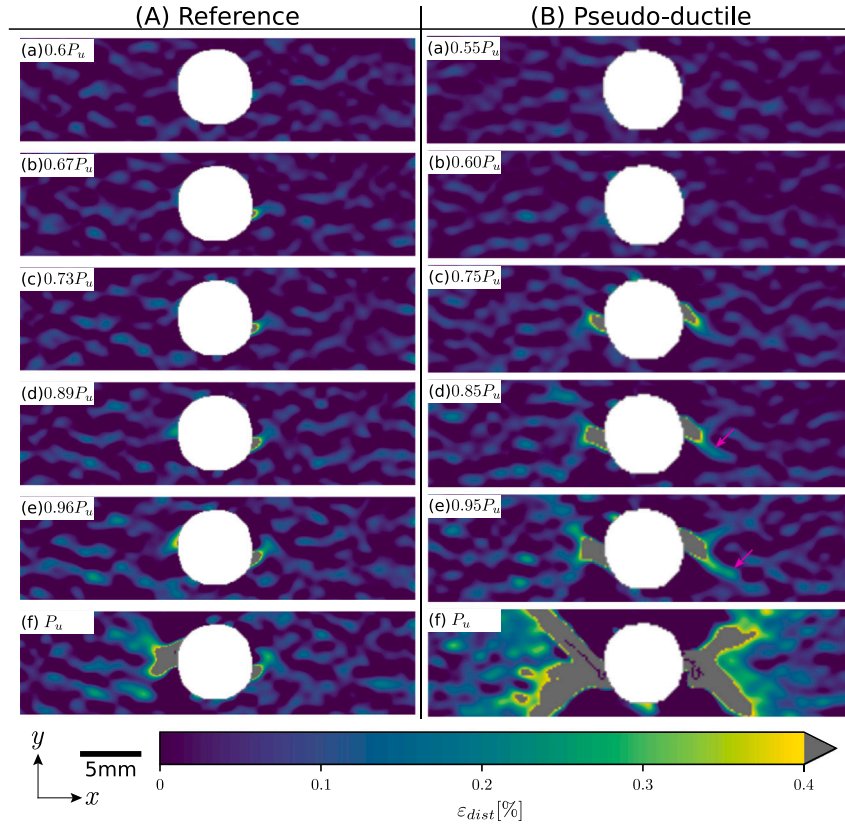 (A) Reference
(B) Pseudo-ductile
(a)0.6P_u
(a)0.55P_u
(b)0.67P_u
(b)0.60P_u
(c)0.73P_u
(c)0.75P_u
(d)0.89P_u
(d)0.85P_u
(e)0.96P_u
(e)0.95P_u
(f) P_u
(f) P_u
y
x
5mm
0 0.1 0.2 0.3 0.4
ε_dist[%]